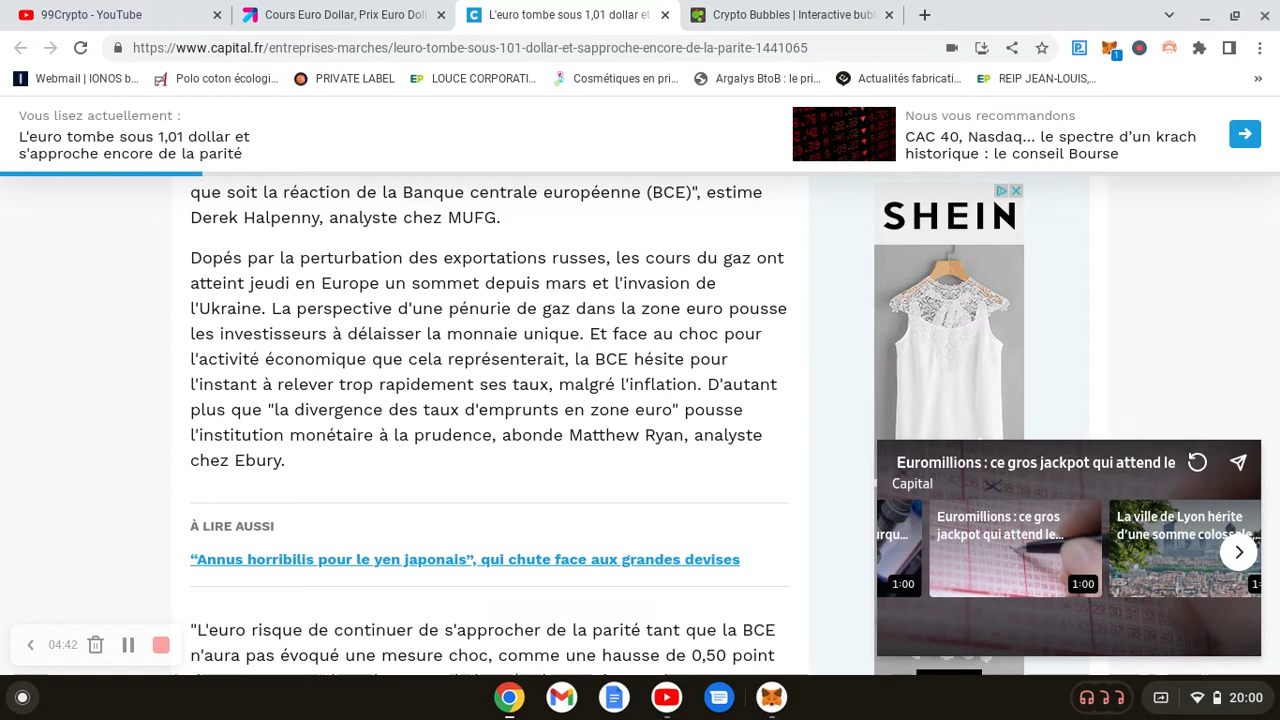 99Crypto - YouTube
Cours Euro Dollar, Prix Euro Doll
L'euro tombe sous 1,01 dollar et
Crypto Bubbles | Interactive bub
https://www.capital.fr/entreprises-marches/leuro-tombe-sous-101-dollar-et-sapproche-encore-de-la-parite-1441065
1
Webmail | IONOS b...
Polo coton écologi...
PRIVATE LABEL
EP LOUCE CORPORATI...
Cosmétiques en pri...
Argalys BtoB : le pri...
Actualités fabricati...
EP REIP JEAN-LOUIS,...
»
Vous lisez actuellement :
L'euro tombe sous 1,01 dollar et
s'approche encore de la parité
Nous vous recommandons
CAC 40, Nasdaq... le spectre d’un krach
historique : le conseil Bourse
que soit la réaction de la Banque centrale européenne (BCE)", estime
Derek Halpenny, analyste chez MUFG.
Dopés par la perturbation des exportations russes, les cours du gaz ont
atteint jeudi en Europe un sommet depuis mars et l'invasion de
l'Ukraine. La perspective d'une pénurie de gaz dans la zone euro pousse
les investisseurs à délaisser la monnaie unique. Et face au choc pour
l'activité économique que cela représenterait, la BCE hésite pour
l'instant à relever trop rapidement ses taux, malgré l'inflation. D'autant
plus que "la divergence des taux d'emprunts en zone euro" pousse
l'institution monétaire à la prudence, abonde Matthew Ryan, analyste
chez Ebury.
À LIRE AUSSI
“Annus horribilis pour le yen japonais”, qui chute face aux grandes devises
"L'euro risque de continuer de s'approcher de la parité tant que la BCE
n'aura pas évoqué une mesure choc, comme une hausse de 0,50 point
SHEIN
Euromillions : ce gros jackpot qui attend le
Capital
urqu...
1:00
Euromillions : ce gros
jackpot qui attend le...
1:00
La ville de Lyon hérite
d’une somme colossale,...
04:42
20:00